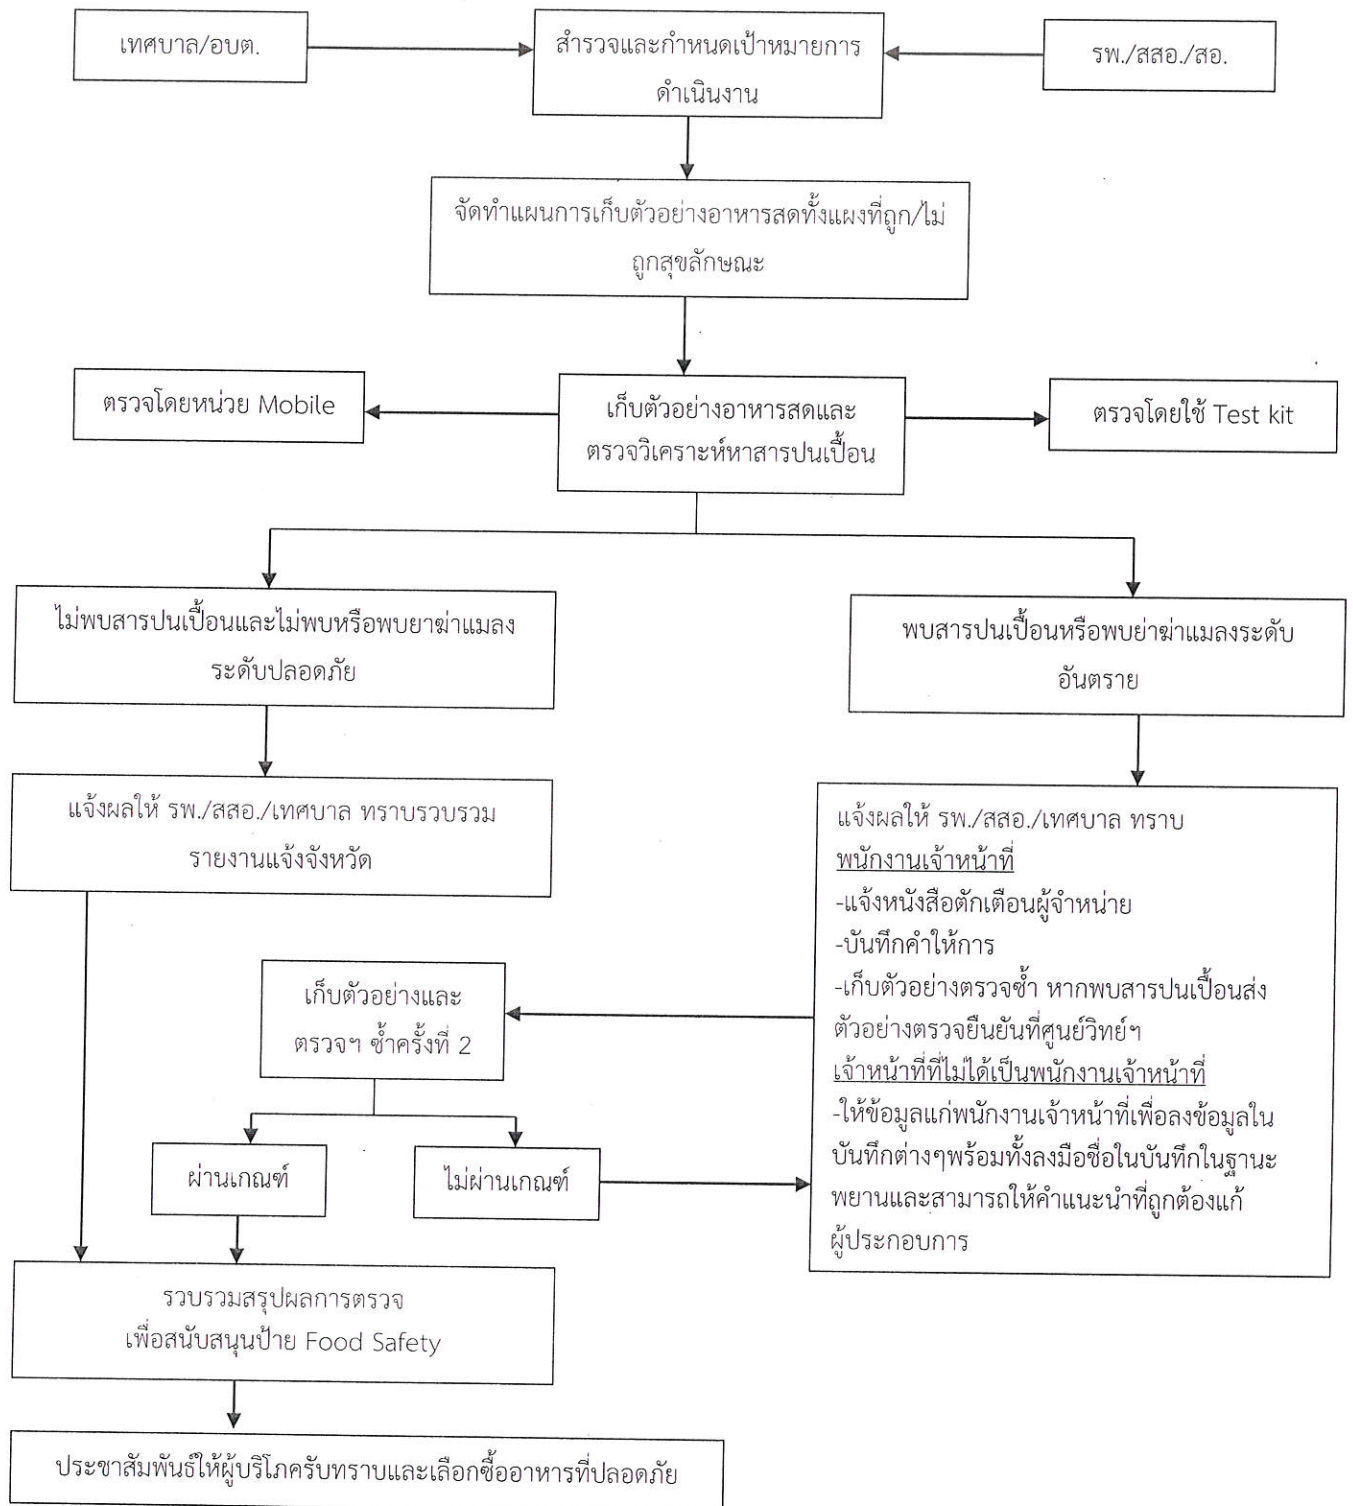 เทศบาล/อบต.
สำรวจและกำหนดเป้าหมายการ
ดำเนินงาน
รพ./สสอ./สอ.
จัดทำแผนการเก็บตัวอย่างอาหารสดทั้งแผงที่ถูก/ไม่
ถูกสุขลักษณะ
ตรวจโดยหน่วย Mobile
เก็บตัวอย่างอาหารสดและ
ตรวจวิเคราะห์หาสารปนเปื้อน
ตรวจโดยใช้ Test kit
ไม่พบสารปนเปื้อนและไม่พบหรือพบยาฆ่าแมลง
ระดับปลอดภัย
พบสารปนเปื้อนหรือพบย่าฆ่าแมลงระดับ
อันตราย
แจ้งผลให้ รพ./สสอ./เทศบาล ทราบรวบรวม
รายงานแจ้งจังหวัด
แจ้งผลให้ รพ./สสอ./เทศบาล ทราบ
พนักงานเจ้าหน้าที่
-แจ้งหนังสือตักเตือนผู้จำหน่าย
-บันทึกคำให้การ
-เก็บตัวอย่างตรวจซ้ำ หากพบสารปนเปื้อนส่ง
ตัวอย่างตรวจยืนยันที่ศูนย์วิทย์ฯ
เจ้าหน้าที่ที่ไม่ได้เป็นพนักงานเจ้าหน้าที่
-ให้ข้อมูลแก่พนักงานเจ้าหน้าที่เพื่อลงข้อมูลใน
บันทึกต่างๆพร้อมทั้งลงมือชื่อในบันทึกในฐานะ
พยานและสามารถให้คำแนะนำที่ถูกต้องแก้
ผู้ประกอบการ
เก็บตัวอย่างและ
ตรวจฯ ซ้ำครั้งที่ 2
ผ่านเกณฑ์
ไม่ผ่านเกณฑ์
รวบรวมสรุปผลการตรวจ
เพื่อสนับสนุนป้าย Food Safety
ประชาสัมพันธ์ให้ผู้บริโภครับทราบและเลือกซื้ออาหารที่ปลอดภัย